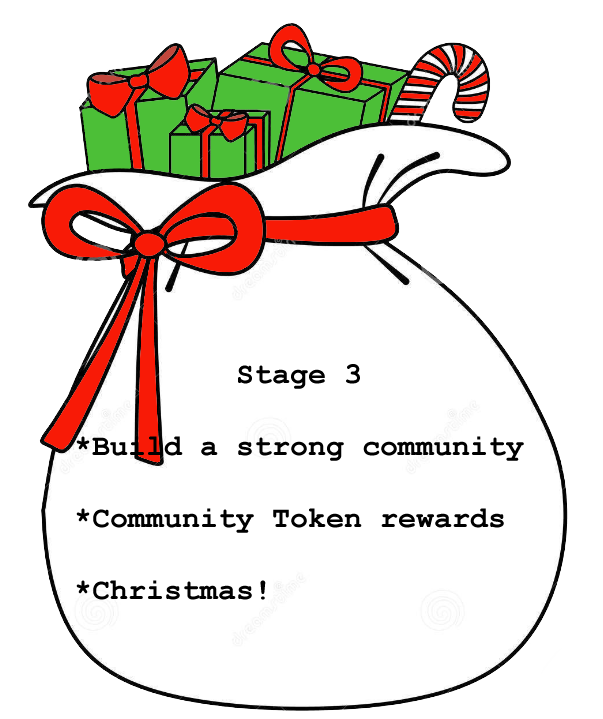 Stage 3
*Build a strong community
*Community Token rewards
*Christmas!